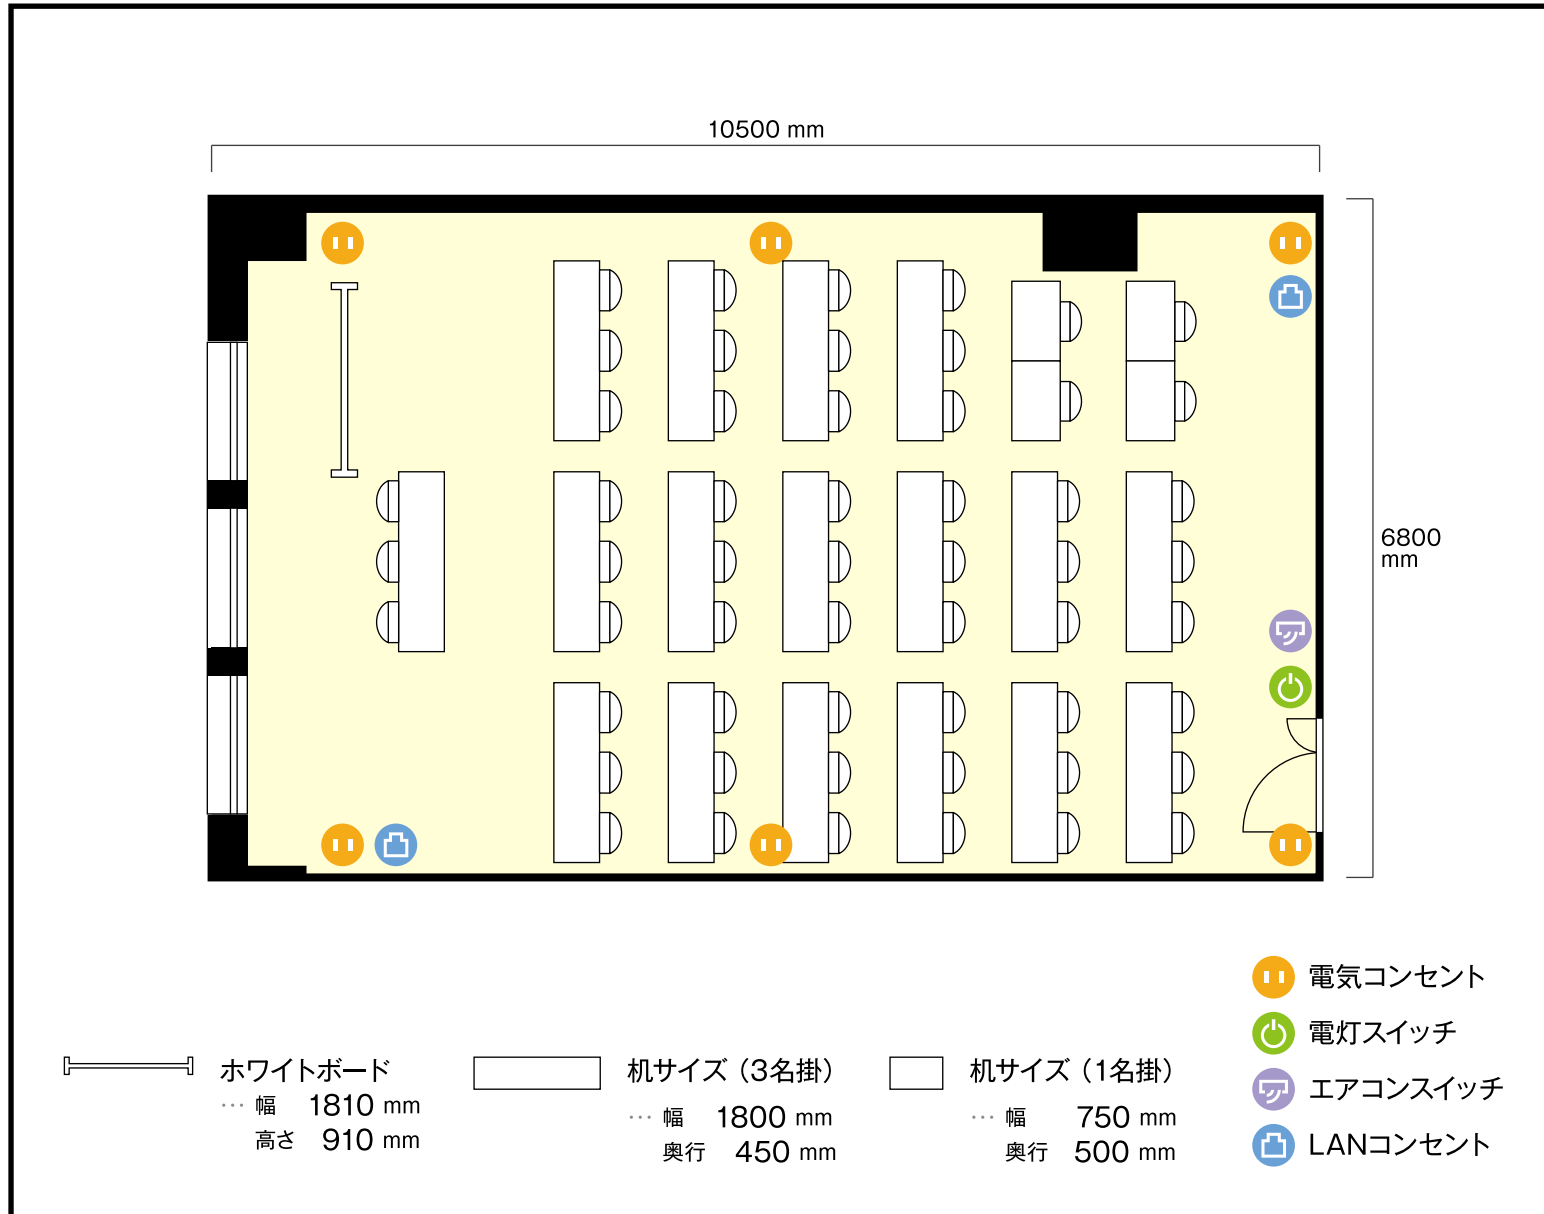 10500 mm
6800
mm
電気コンセント
電灯スイッチ
エアコンスイッチ
LANコンセント
ホワイトボード
… 幅 1810 mm
高さ 910 mm
机サイズ（3名掛）
… 幅 1800 mm
奥行 450 mm
机サイズ（1名掛）
… 幅 750 mm
奥行 500 mm